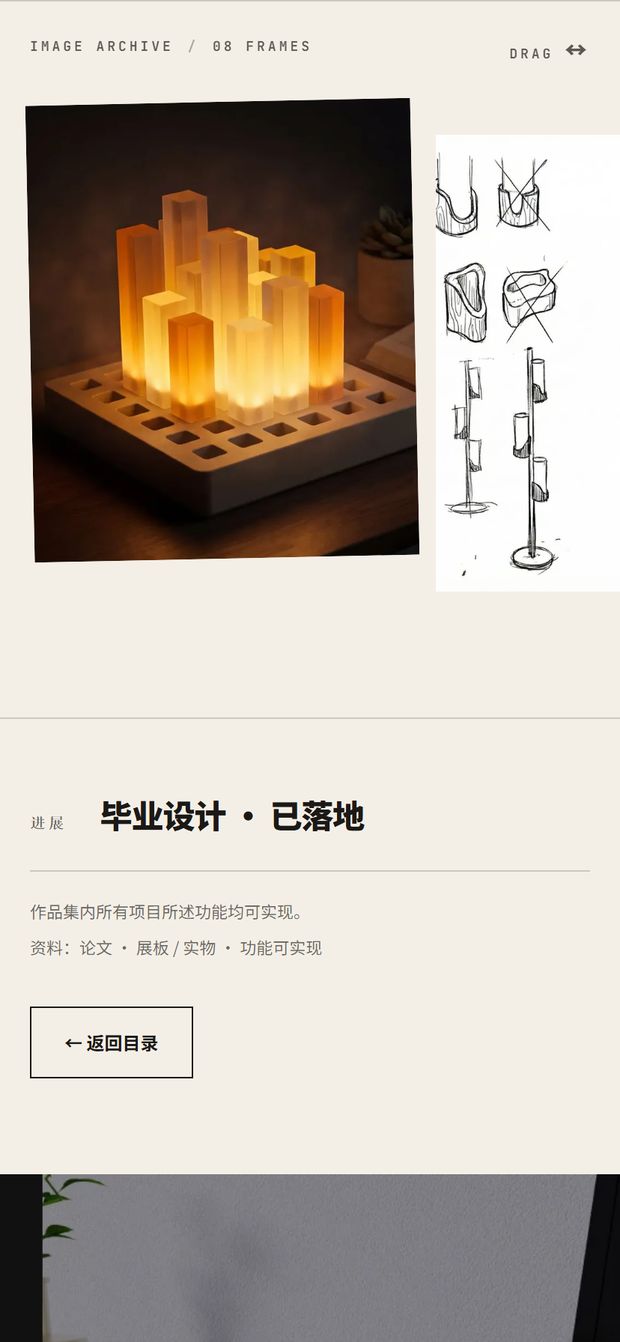 IMAGE ARCHIVE / 08 FRAMES
DRAG ↔
进展
毕业设计 · 已落地
作品集内所有项目所述功能均可实现。
资料：论文 · 展板 / 实物 · 功能可实现
← 返回目录